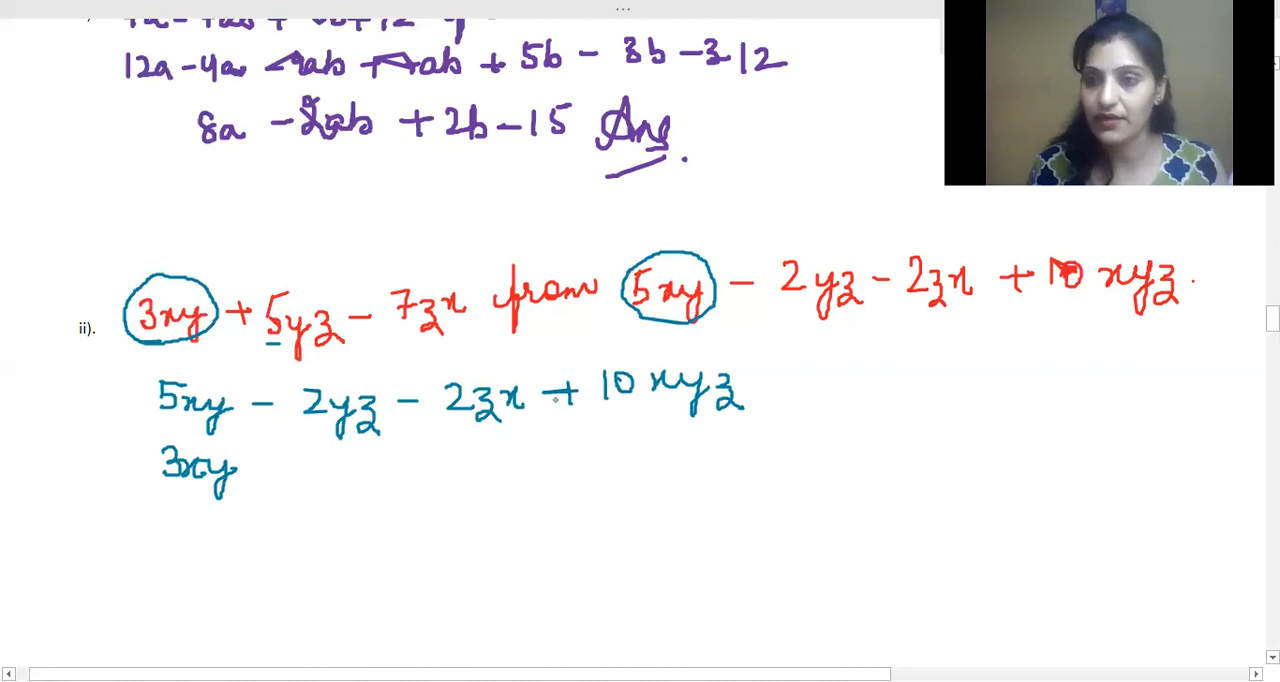 12a - 4a - 4ab + ab + 5b - 3b - 3 12
8a - 2ab + 2b - 15 Ans.
ii). 3xy + 5yz - 7zx from 5xy - 2yz - 2zx + 10 xyz.
5xy - 2yz - 2zx + 10 xyz
3xy